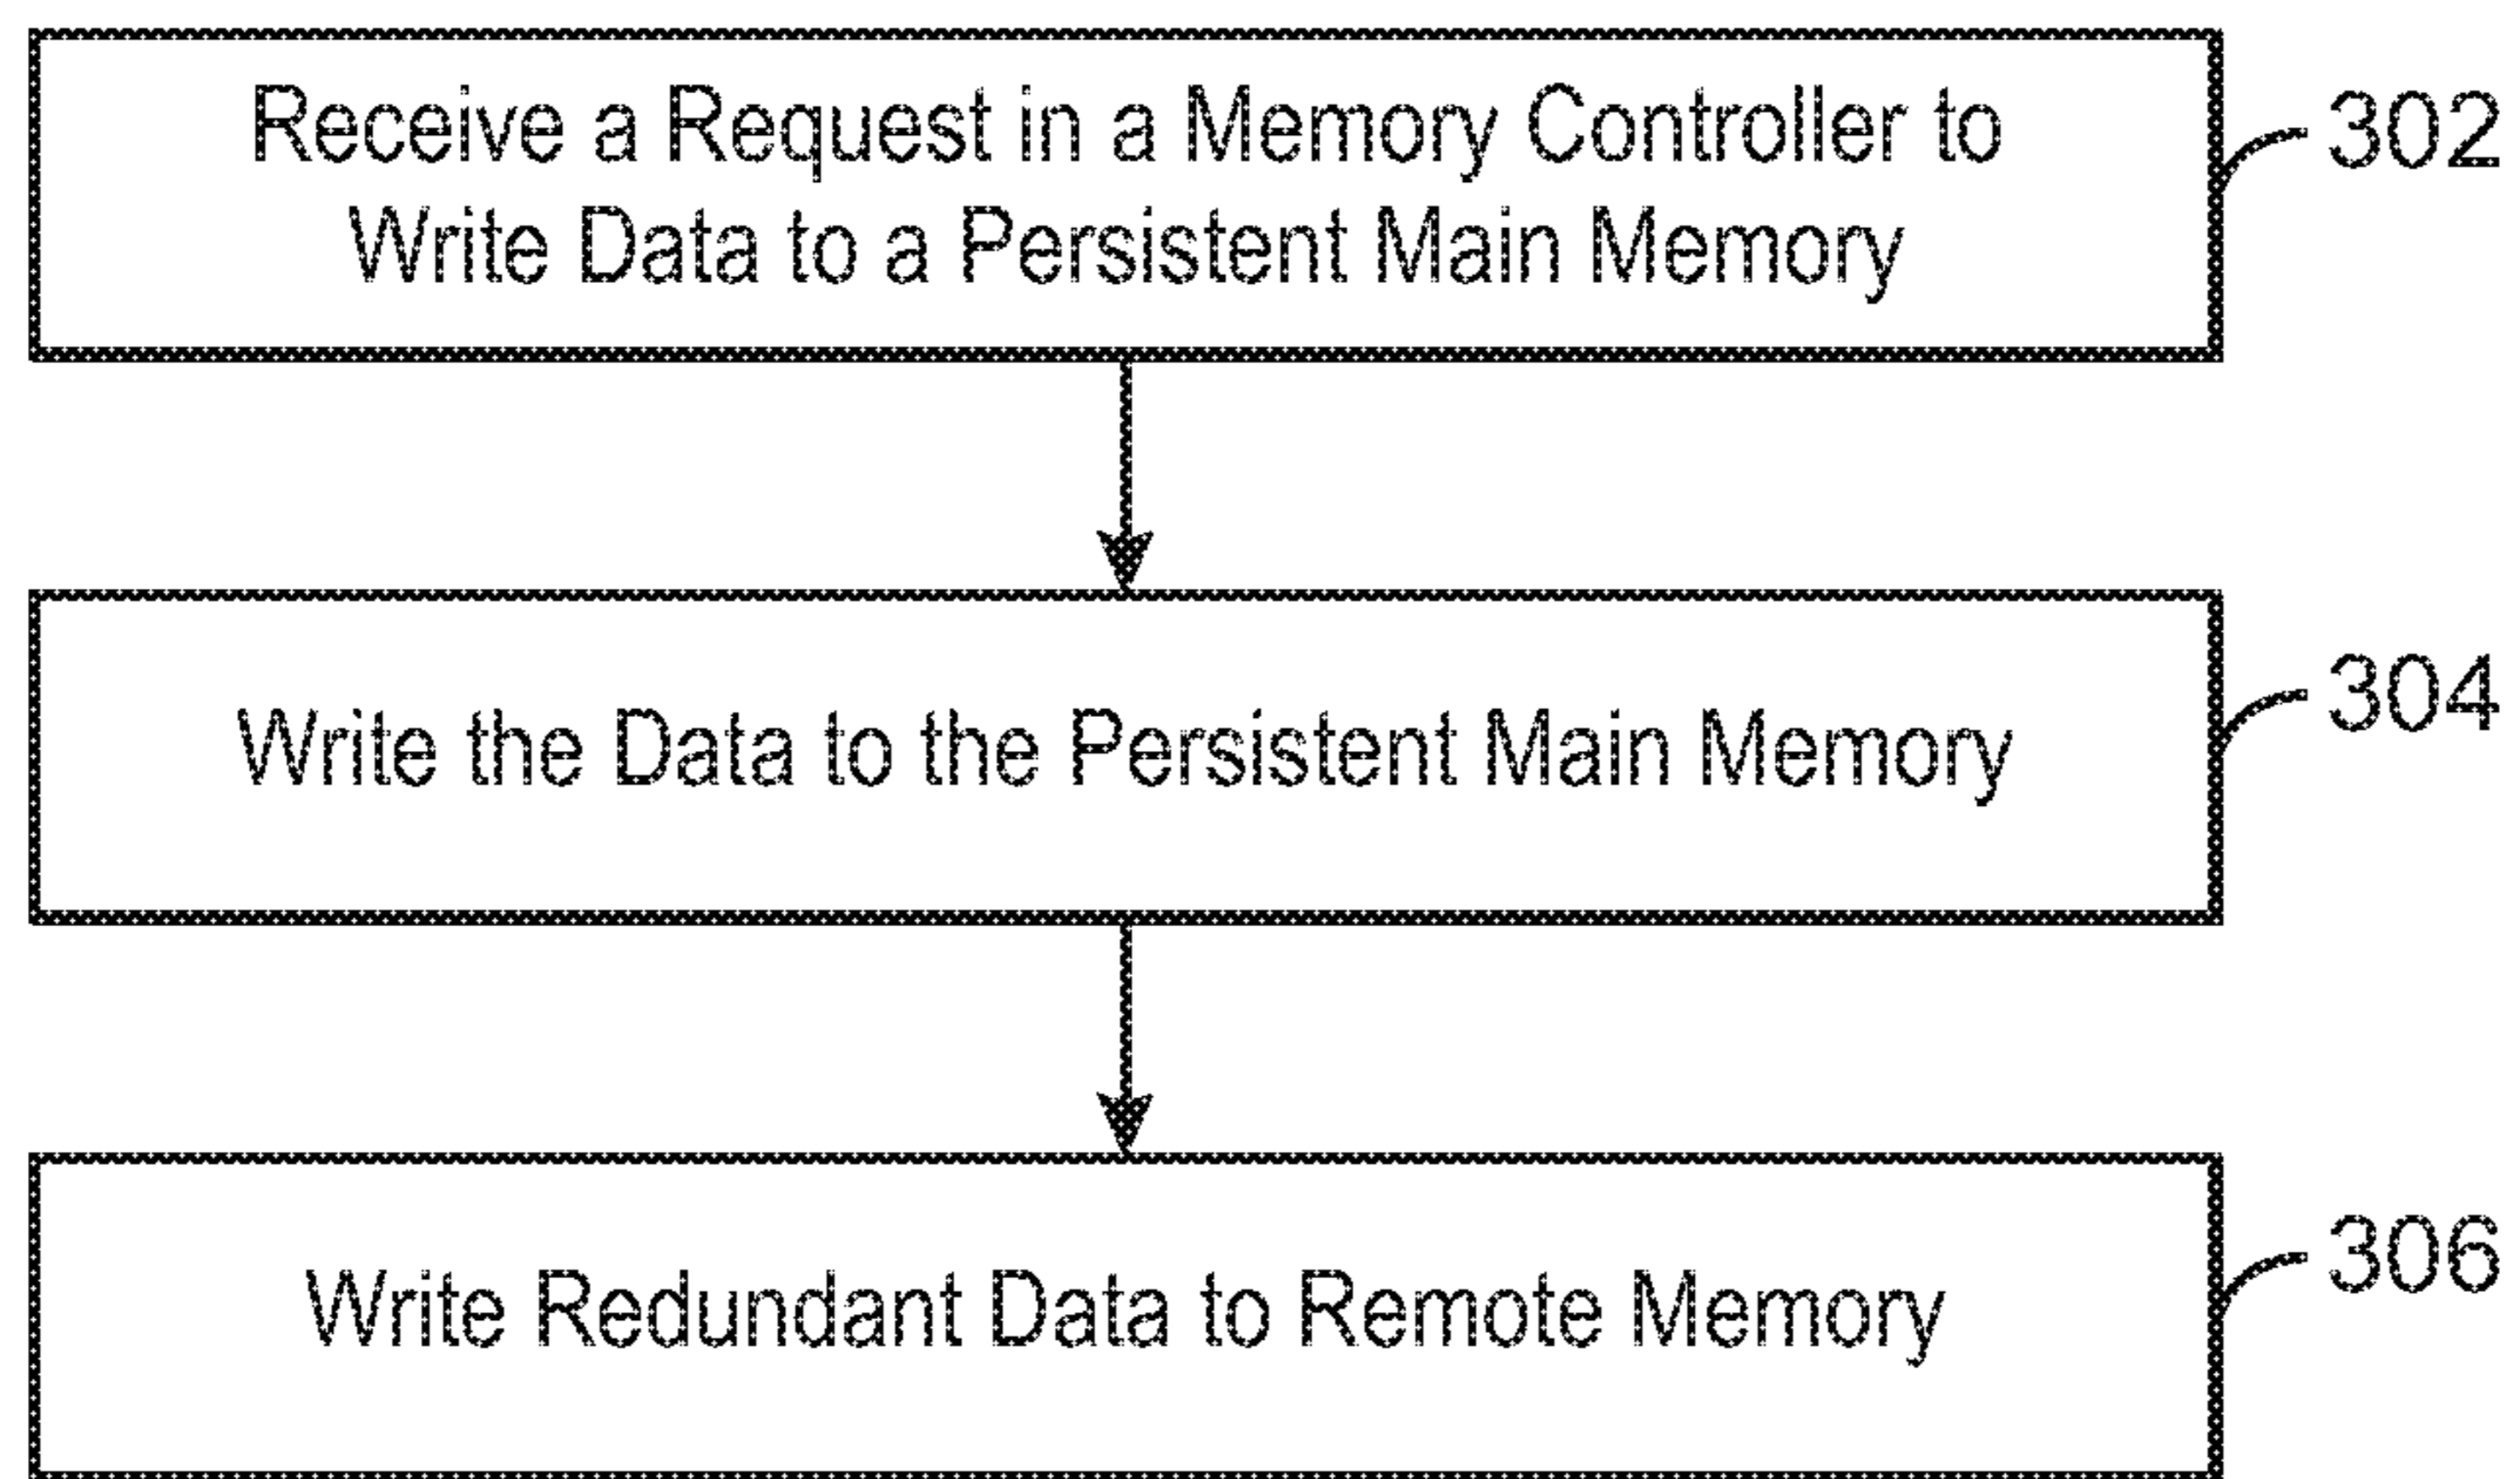 Receive a Request in a Memory Controller to
Write Data to a Persistent Main Memory
302
Write the Data to the Persistent Main Memory
304
Write Redundant Data to Remote Memory
306